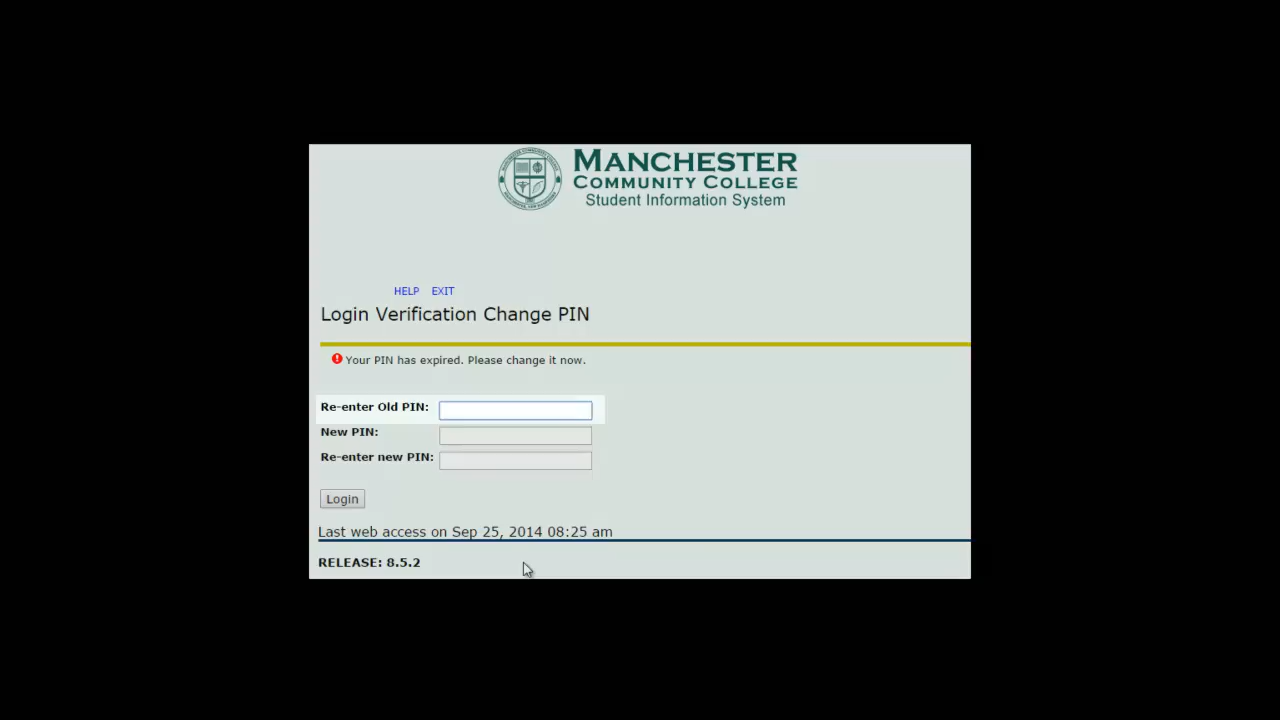 MANCHESTER
COMMUNITY COLLEGE
Student Information System
HELP EXIT
Login Verification Change PIN
Your PIN has expired. Please change it now.
Re-enter Old PIN:
New PIN:
Re-enter new PIN:
Login
Last web access on Sep 25, 2014 08:25 am
RELEASE: 8.5.2